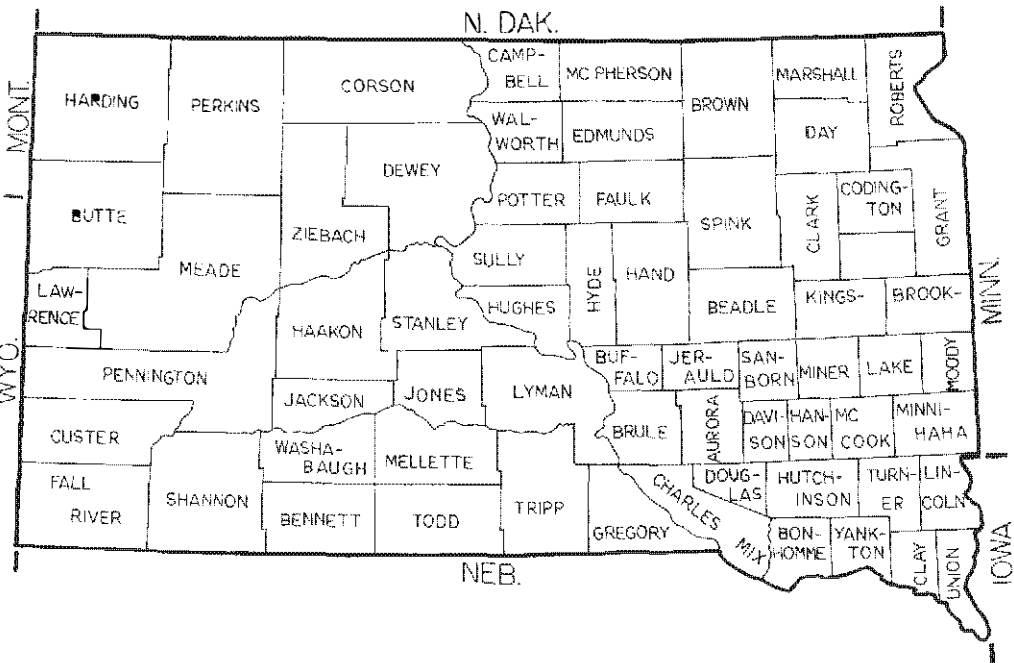 N. DAK.
MONT.
WYO.
NEB.
MINN.
IOWA
HARDING
PERKINS
CORSON
CAMP-
BELL
MC PHERSON
BROWN
MARSHALL
ROBERTS
WAL-
WORTH
EDMUNDS
DAY
DEWEY
BUTTE
ZIEBACH
POTTER
FAULK
SPINK
CLARK
CODING-
TON
GRANT
MEADE
SULLY
HYDE
HAND
LAW-
RENCE
HAAKON
STANLEY
HUGHES
BEADLE
KINGS-
BROOK-
PENNINGTON
JACKSON
JONES
LYMAN
BUF-
FALO
JER-
AULD
SAN-
BORN
MINER
LAKE
MOODY
CUSTER
WASHA-
BAUGH
MELLETTE
BRULE
AURORA
DAVI-
SON
HAN-
SON
MC
COOK
MINNI-
HAHA
FALL
RIVER
SHANNON
BENNETT
TODD
TRIPP
GREGORY
CHARLES
MIX
DOUG-
LAS
HUTCH-
INSON
TURN-
ER
LIN-
COLN
BON-
HOMME
YANK-
TON
CLAY
UNION